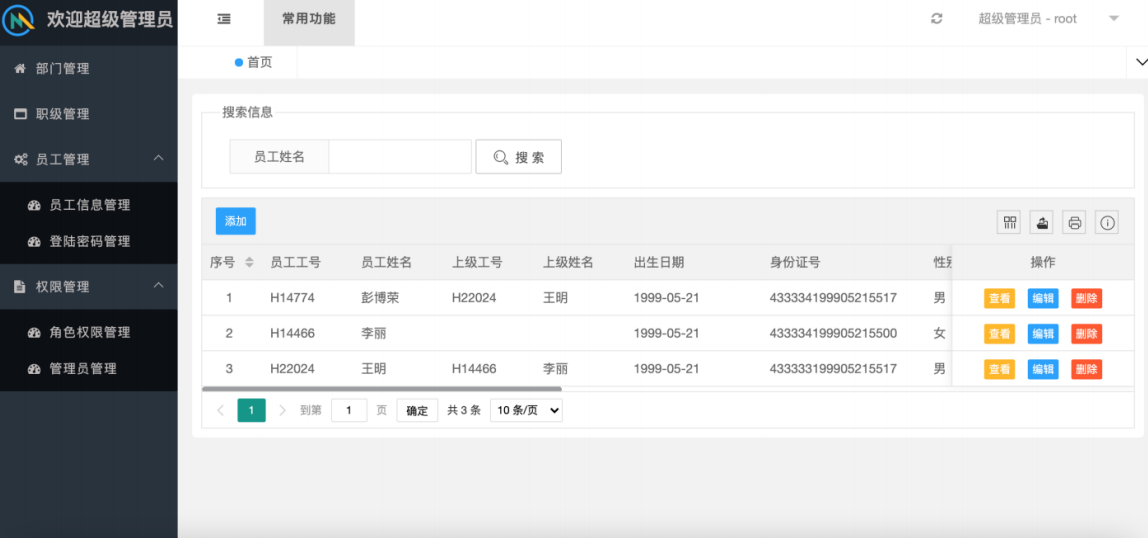 欢迎超级管理员
常用功能
超级管理员 - root
部门管理
职级管理
员工管理
员工信息管理
登陆密码管理
权限管理
角色权限管理
管理员管理
首页
搜索信息
员工姓名
搜 索
添加
序号 员工工号 员工姓名 上级工号 上级姓名 出生日期 身份证号 性别 操作
1 H14774 彭博荣 H22024 王明 1999-05-21 433334199905215517 男 查看 编辑 删除
2 H14466 李丽 1999-05-21 433334199905215500 女 查看 编辑 删除
3 H22024 王明 H14466 李丽 1999-05-21 433333199905215517 男 查看 编辑 删除
1 到第 1 页 确定 共 3 条 10 条/页